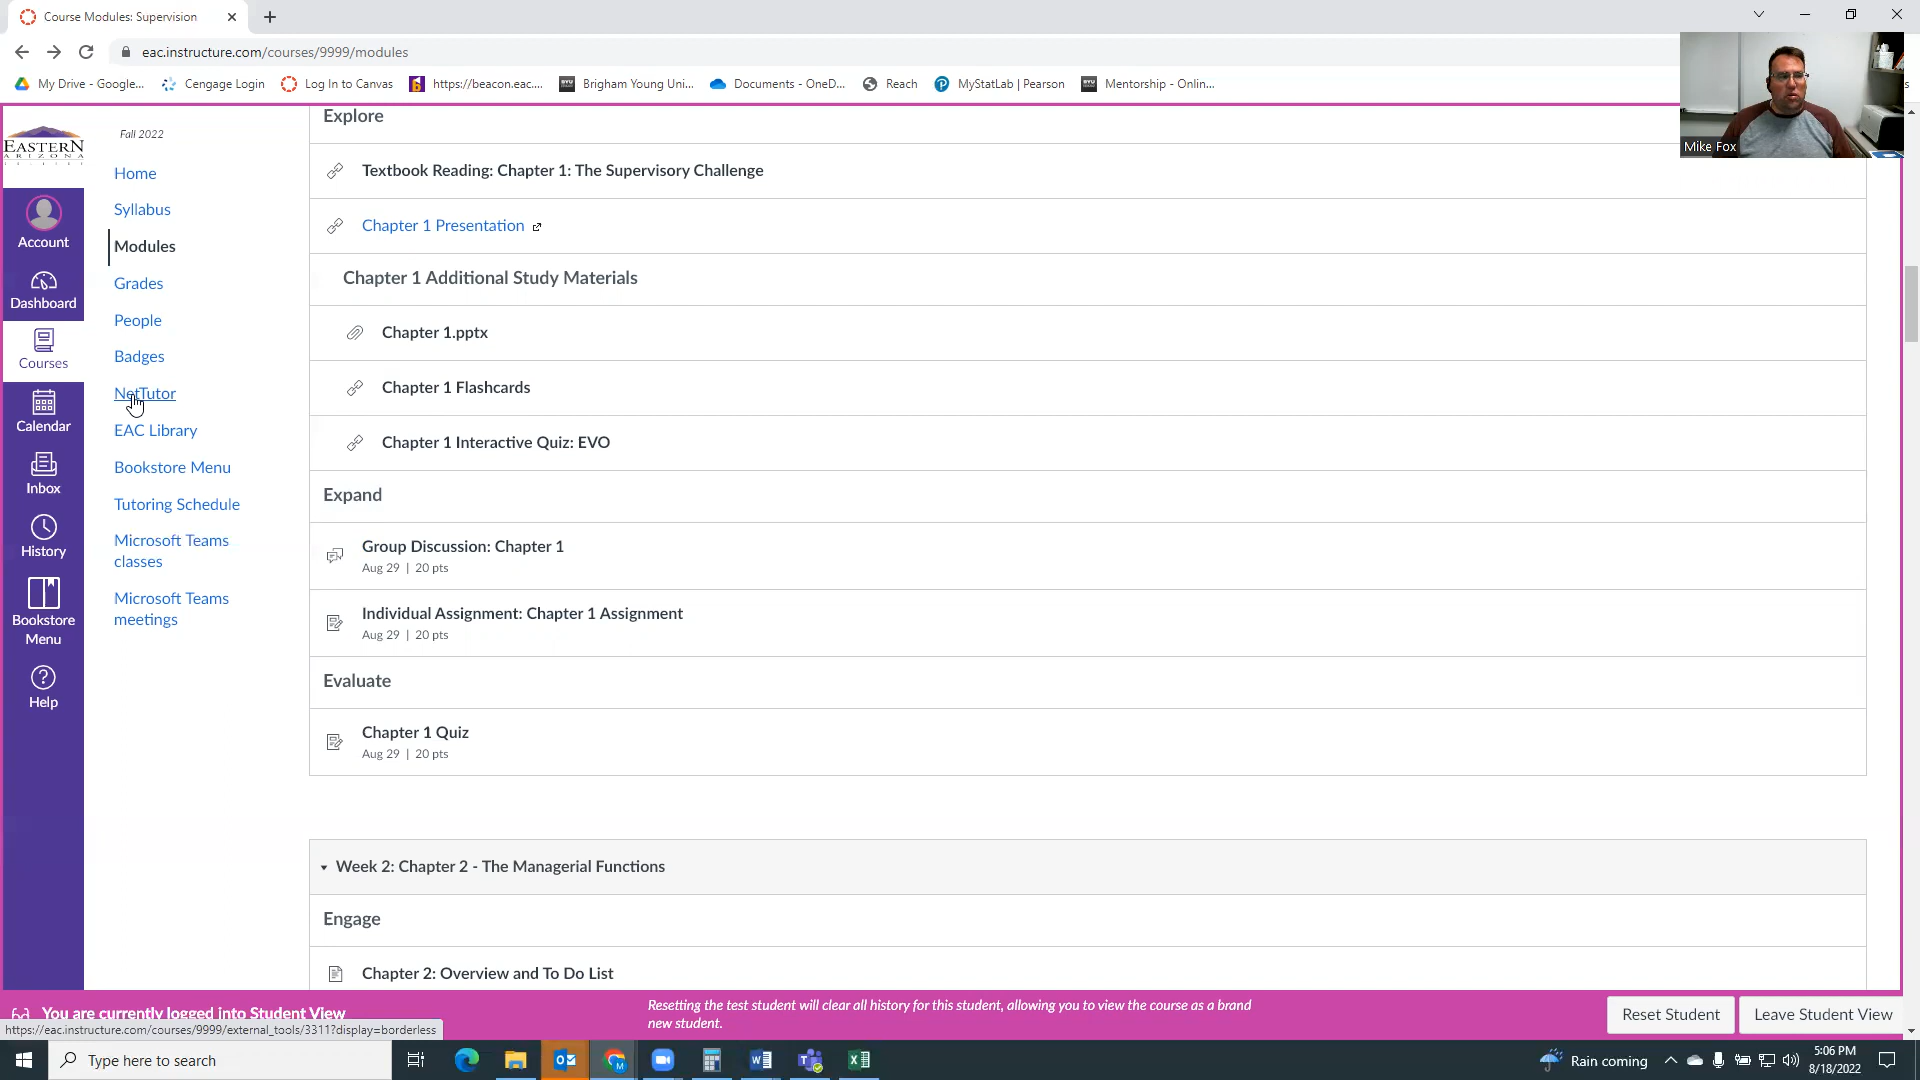 Course Modules: Supervision
eac.instructure.com/courses/9999/modules
My Drive - Google...
Cengage Login
Log In to Canvas
https://beacon.eac....
Brigham Young Uni...
Documents - OneD...
Reach
MyStatLab | Pearson
Mentorship - Onlin...
Mike Fox
EASTERN
ARIZONA
Account
Dashboard
Courses
Calendar
Inbox
History
Bookstore
Menu
Help
Fall 2022
Home
Syllabus
Modules
Grades
People
Badges
NetTutor
EAC Library
Bookstore Menu
Tutoring Schedule
Microsoft Teams
classes
Microsoft Teams
meetings
Explore
Textbook Reading: Chapter 1: The Supervisory Challenge
Chapter 1 Presentation
Chapter 1 Additional Study Materials
Chapter 1.pptx
Chapter 1 Flashcards
Chapter 1 Interactive Quiz: EVO
Expand
Group Discussion: Chapter 1
Aug 29 | 20 pts
Individual Assignment: Chapter 1 Assignment
Aug 29 | 20 pts
Evaluate
Chapter 1 Quiz
Aug 29 | 20 pts
Week 2: Chapter 2 - The Managerial Functions
Engage
Chapter 2: Overview and To Do List
You are currently logged into Student View
Resetting the test student will clear all history for this student, allowing you to view the course as a brand
new student.
Reset Student
Leave Student View
https://eac.instructure.com/courses/9999/external_tools/3311?display=borderless
Type here to search
Rain coming
5:06 PM
8/18/2022